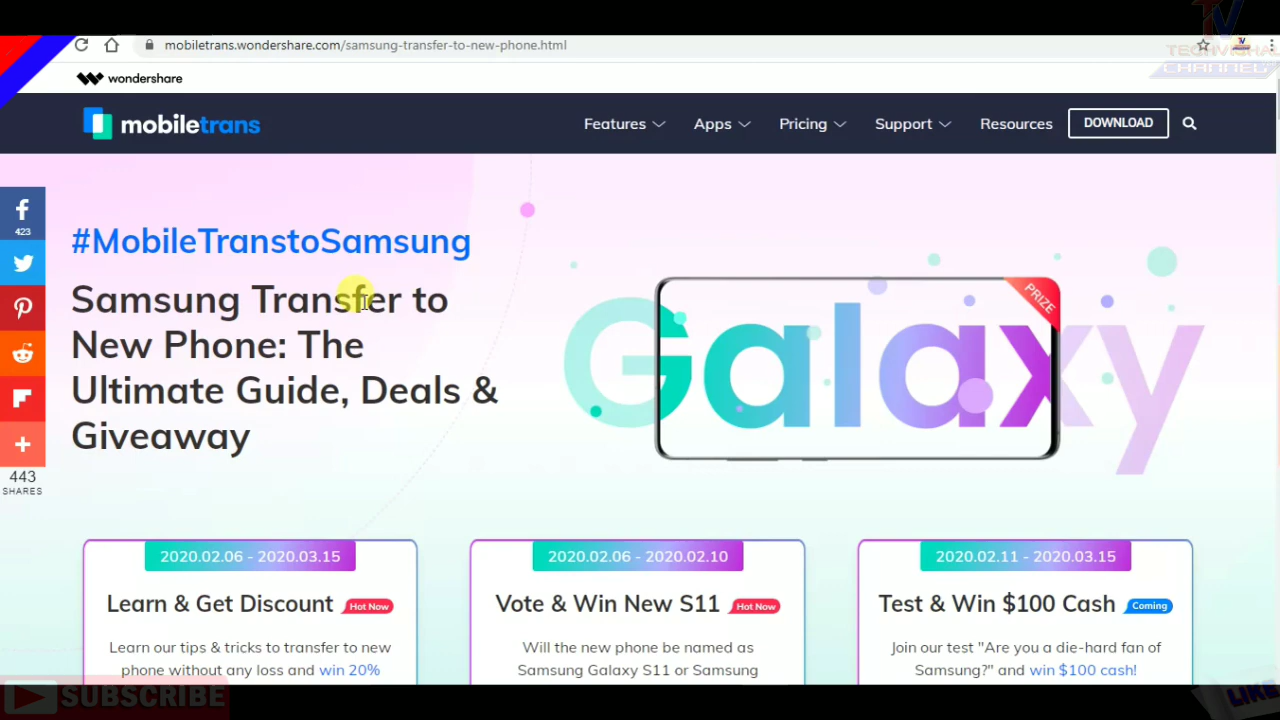 mobiletrans.wondershare.com/samsung-transfer-to-new-phone.html
TV
TECHVISHAL
CHANNEL
wondershare
mobiletrans
Features
Apps
Pricing
Support
Resources
DOWNLOAD
423
443
SHARES
#MobileTranstoSamsung
Samsung Transfer to
New Phone: The
Ultimate Guide, Deals &
Giveaway
Galaxy
PRIZE
2020.02.06 - 2020.03.15
Learn & Get Discount Hot Now
Learn our tips & tricks to transfer to new
phone without any loss and win 20%
2020.02.06 - 2020.02.10
Vote & Win New S11 Hot Now
Will the new phone be named as
Samsung Galaxy S11 or Samsung
2020.02.11 - 2020.03.15
Test & Win $100 Cash Coming
Join our test "Are you a die-hard fan of
Samsung?" and win $100 cash!
SUBSCRIBE
LIKE